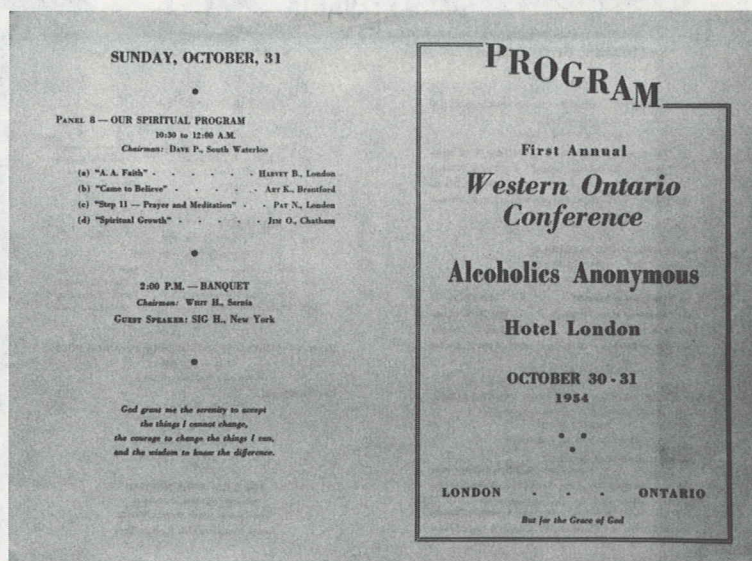 SUNDAY, OCTOBER, 31
PANEL 8 — OUR SPIRITUAL PROGRAM
10:30 to 12:00 A.M.
Chairman: DAVE P., South Waterloo
(a) "A. A. Faith" - - - - - - HARVEY B., London
(b) "Came to Believe" - - - - - ART K., Brantford
(c) "Step 11 — Prayer and Meditation" - - PAT N., London
(d) "Spiritual Growth" - - - - - JIM O., Chatham
2:00 P.M. — BANQUET
Chairman: WHIT H., Sarnia
GUEST SPEAKER: SIG H., New York
God grant me the serenity to accept
the things I cannot change,
the courage to change the things I can,
and the wisdom to know the difference.
PROGRAM
First Annual
Western Ontario
Conference
Alcoholics Anonymous
Hotel London
OCTOBER 30 - 31
1954
LONDON - - - ONTARIO
But for the Grace of God